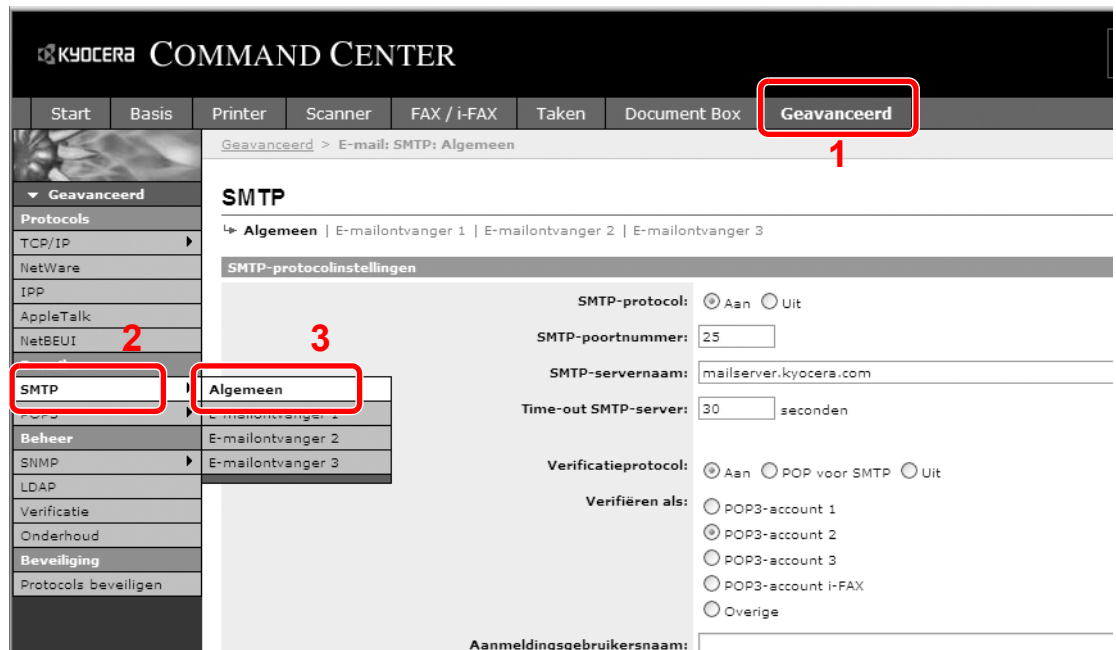 KYOCERA COMMAND CENTER
Start Basis Printer Scanner FAX / i-FAX Taken Document Box Geavanceerd
1
Geavanceerd > E-mail: SMTP: Algemeen
Geavanceerd
Protocols
TCP/IP
NetWare
IPP
AppleTalk
NetBEUI
2
SMTP
POP3
Beheer
SNMP
LDAP
Verificatie
Onderhoud
Beveiliging
Protocols beveiligen
3
Algemeen
E-mailontvanger 1
E-mailontvanger 2
E-mailontvanger 3
SMTP
Algemeen | E-mailontvanger 1 | E-mailontvanger 2 | E-mailontvanger 3
SMTP-protocolinstellingen
SMTP-protocol: Aan Uit
SMTP-poortnummer: 25
SMTP-servernaam: mailserver.kyocera.com
Time-out SMTP-server: 30 seconden
Verificatieprotocol: Aan POP voor SMTP Uit
Verifiëren als: POP3-account 1
POP3-account 2
POP3-account 3
POP3-account i-FAX
Overige
Aanmeldingsgebruikersnaam: